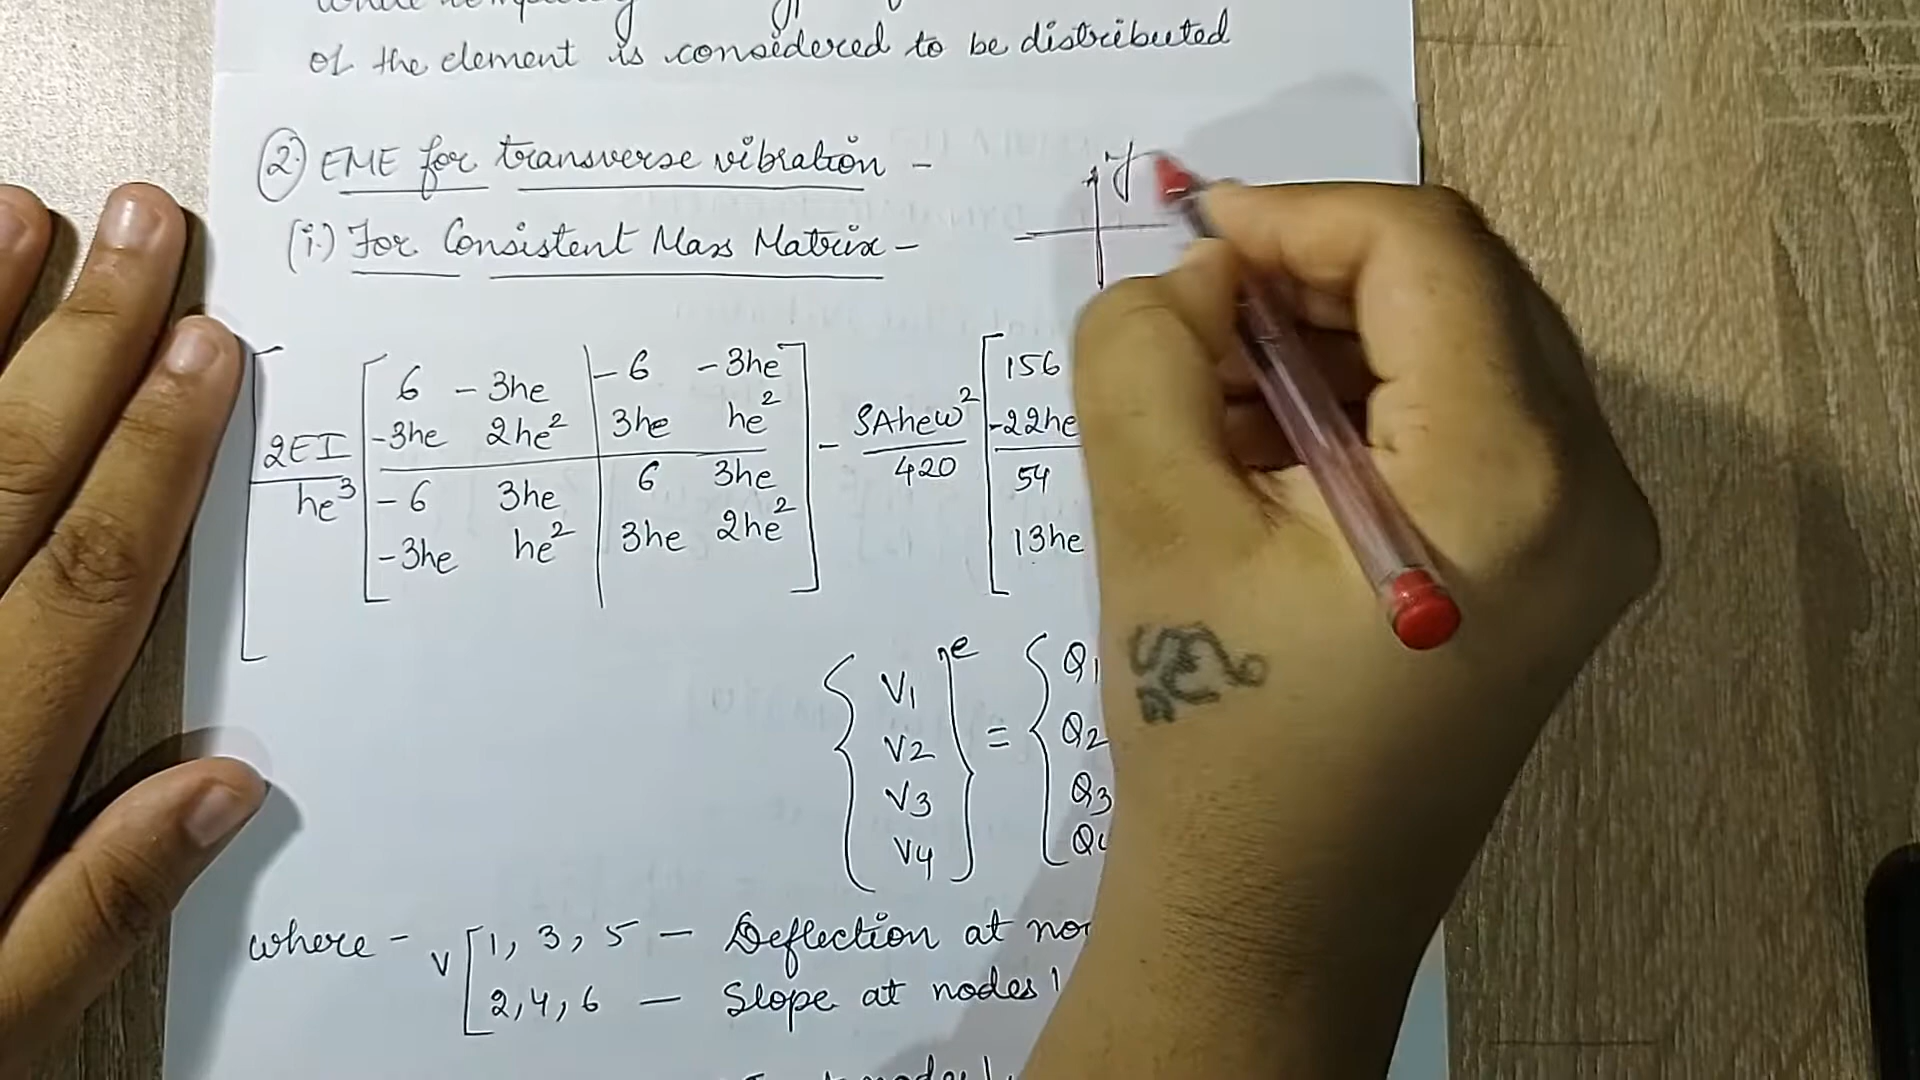 of the element is considered to be distributed
2. EME for transverse vibration -
(i.) For Consistent Mass Matrix -
y
6 - 3he - 6 - 3he
-3he 2he² 3he he²
-6 3he 6 3he
-3he he² 3he 2he²
2EI
he³
-
SAheω²
420
156
-22he
54
13he
V1
V2
V3
V4
e
=
Q1
Q2
Q3
where - V 1, 3, 5 - Deflection at
2, 4, 6 - Slope at nodes 1